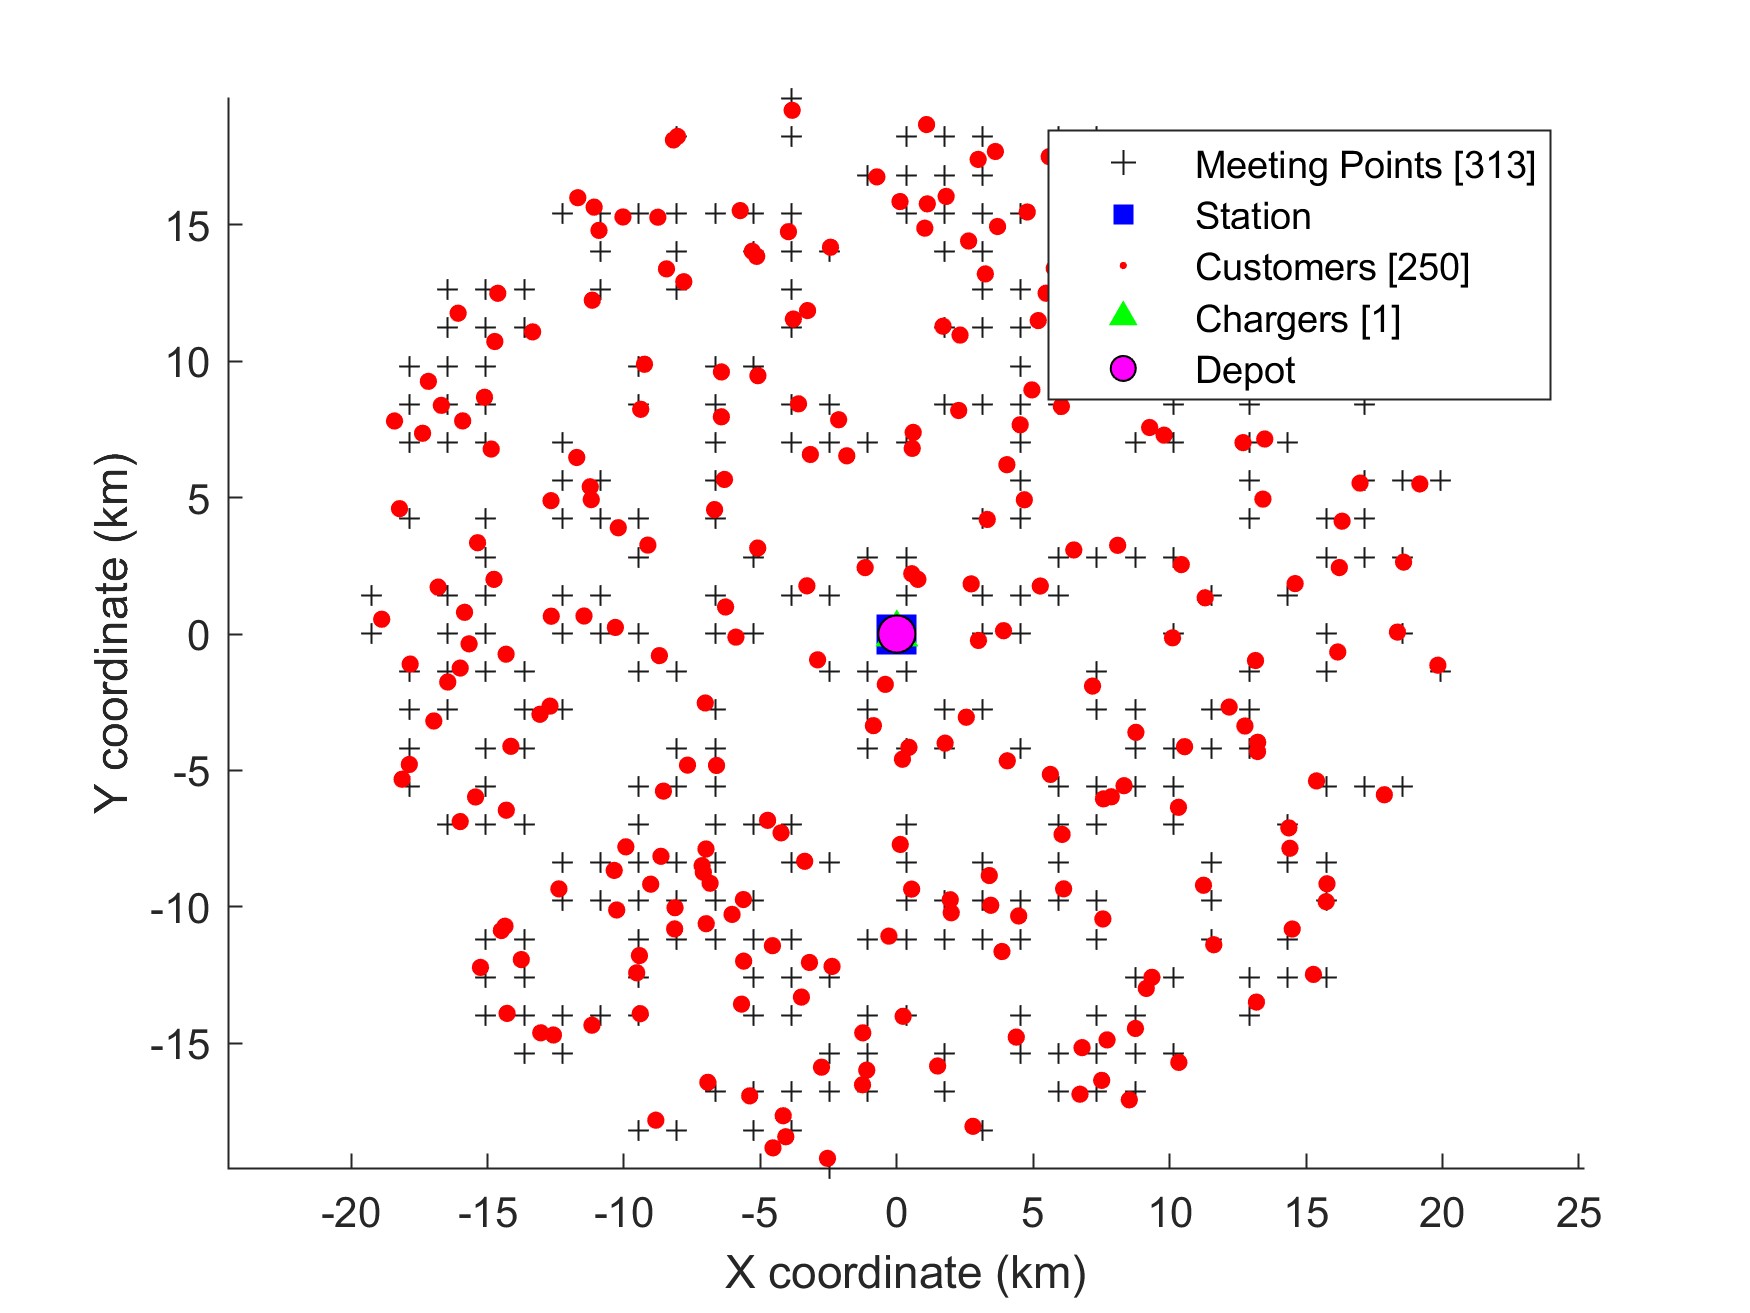 Meeting Points [313]
Station
Customers [250]
Chargers [1]
Depot
15
10
5
0
-5
-10
-15
Y coordinate (km)
-20 -15 -10 -5 0 5 10 15 20 25
X coordinate (km)